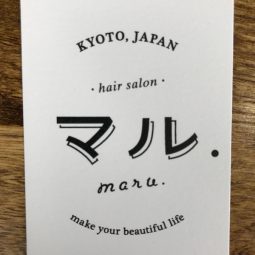 KYOTO, JAPAN
· hair salon ·
マル.
maru.
make your beautiful life